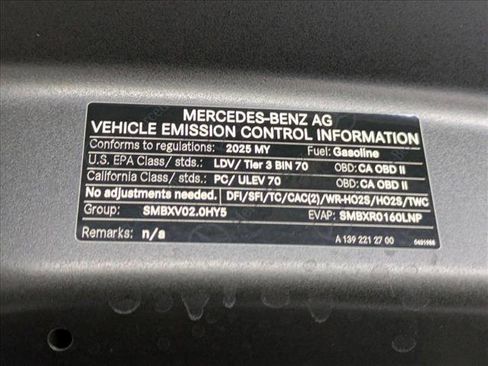 MERCEDES-BENZ AG
VEHICLE EMISSION CONTROL INFORMATION
Conforms to regulations: 2025 MY Fuel: Gasoline
U.S. EPA Class/ stds.: LDV/ Tier 3 BIN 70 OBD: CA OBD II
California Class/ stds.: PC/ ULEV 70 OBD: CA OBD II
No adjustments needed. DFI/SFI/TC/CAC(2)/WR-HO2S/HO2S/TWC
Group: SMBXV02.0HY5 EVAP: SMBXR0160LNP
Remarks: n/a A 139 221 27 00